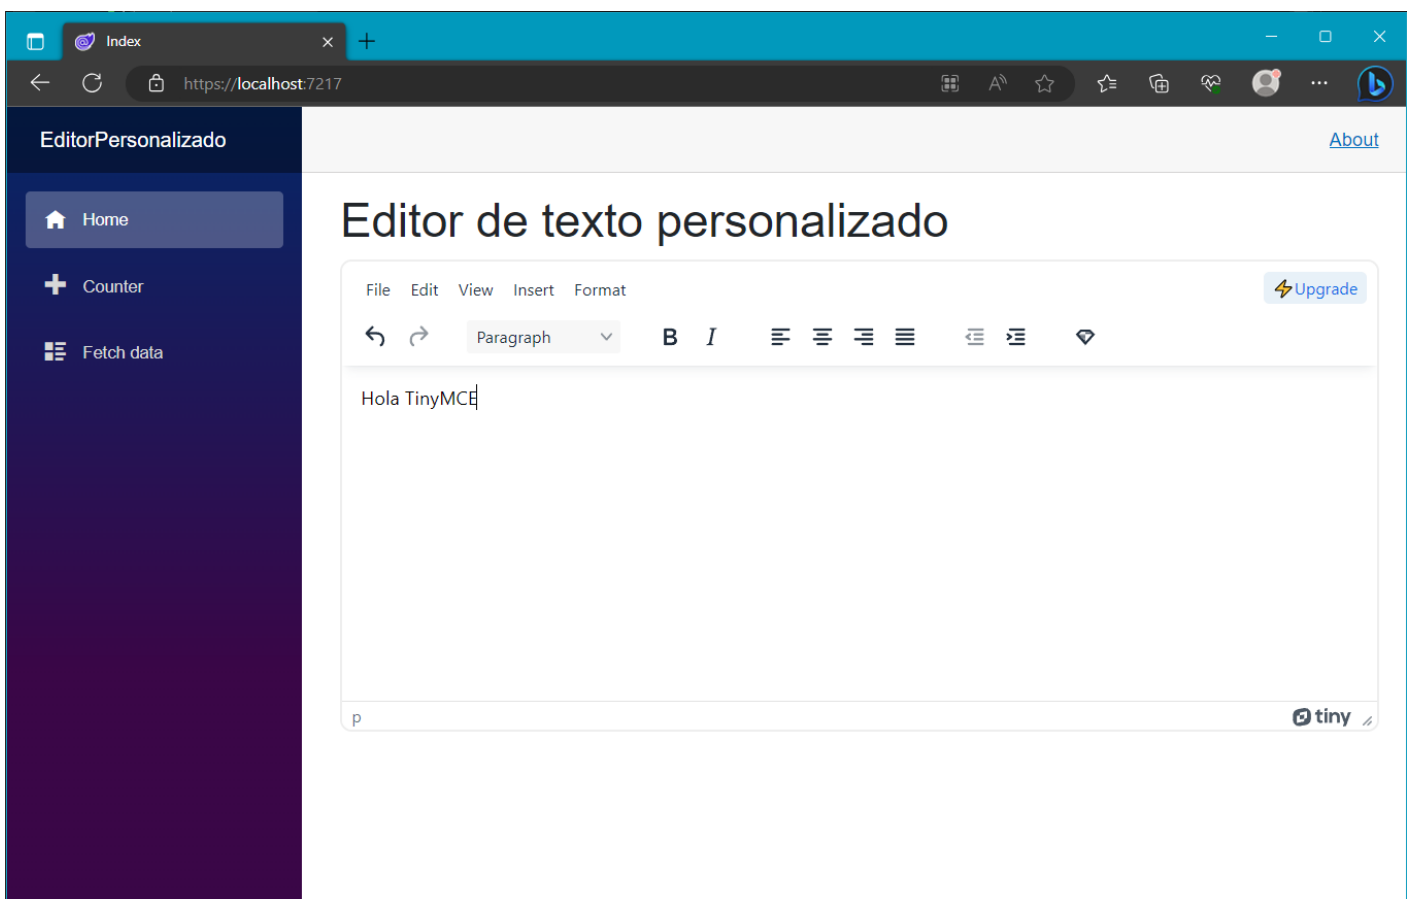 Index
https://localhost:7217
EditorPersonalizado
About
Home
Counter
Fetch data
Editor de texto personalizado
File Edit View Insert Format
Upgrade
Paragraph
B I
Hola TinyMCE
p
tiny